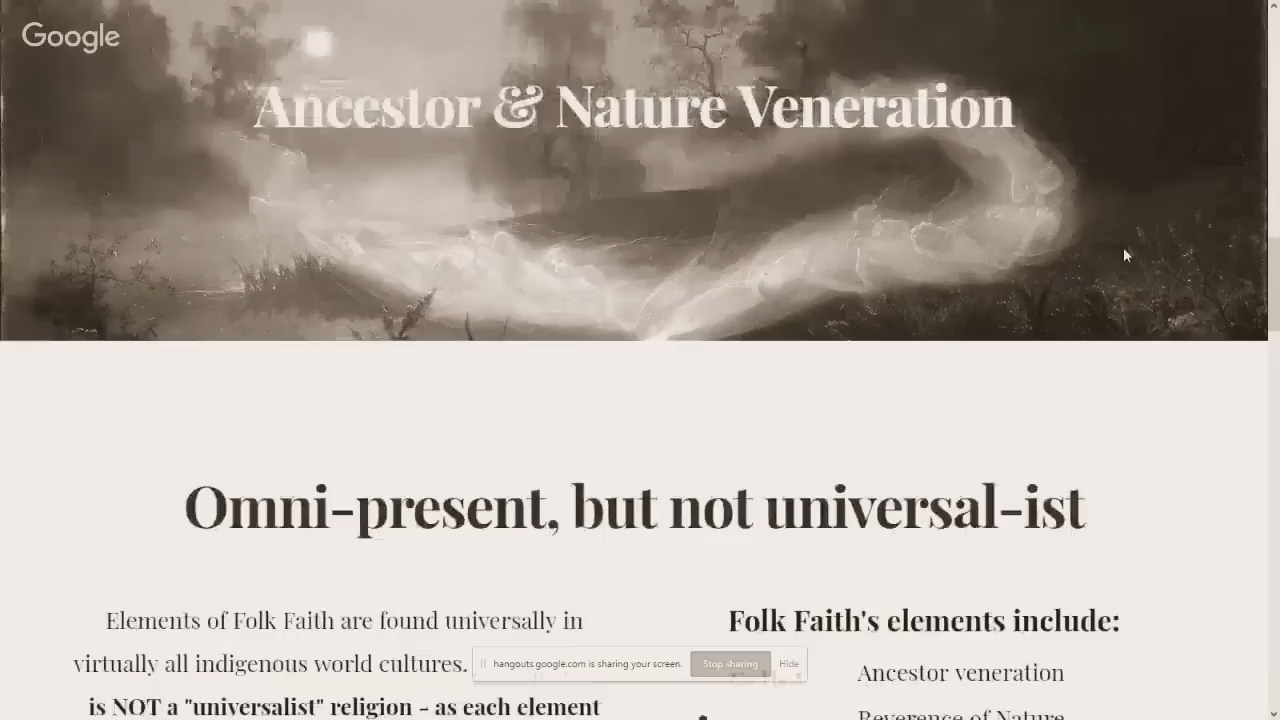 Google
Ancestor & Nature Veneration
Omni-present, but not universal-ist
Elements of Folk Faith are found universally in
virtually all indigenous world cultures.
is NOT a "universalist" religion - as each element
Folk Faith's elements include:
Ancestor veneration
Reverence of Nature
hangouts.google.com is sharing your screen.
Stop sharing
Hide